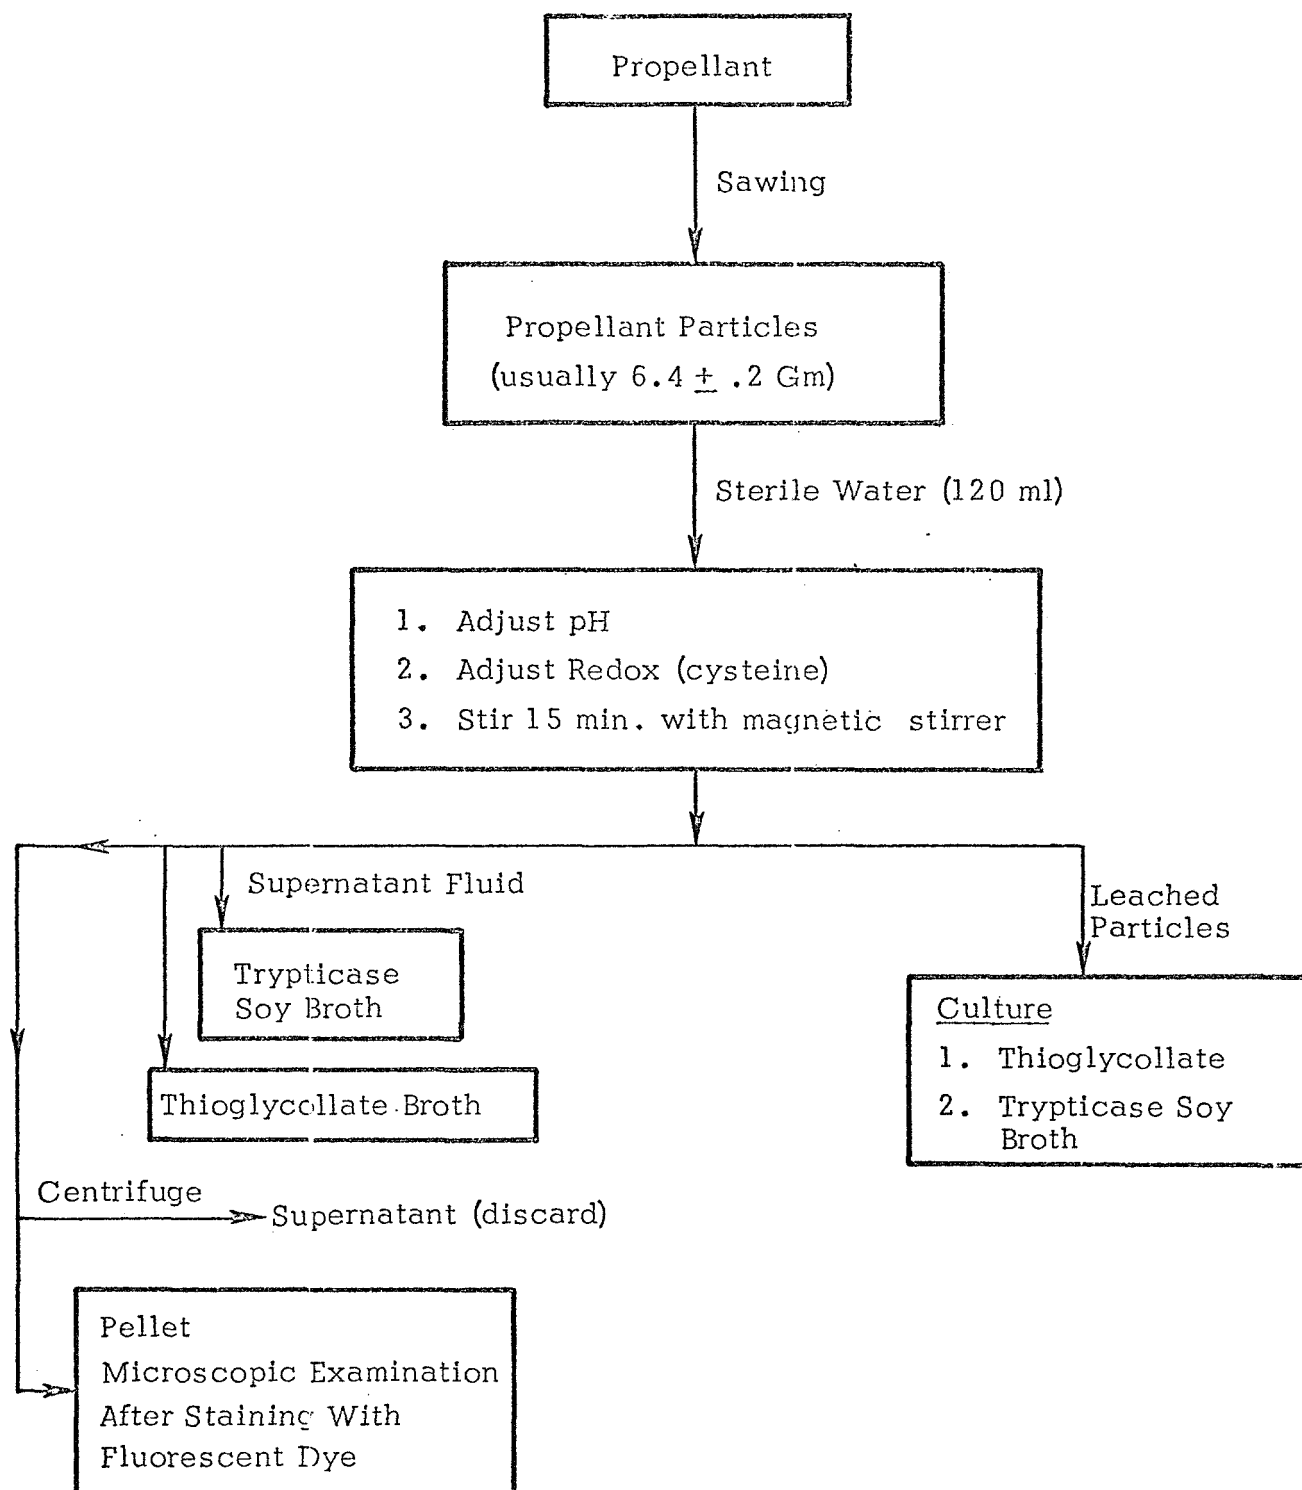 Propellant
Sawing
Propellant Particles
(usually 6.4 ± .2 Gm)
Sterile Water (120 ml)
1. Adjust pH
2. Adjust Redox (cysteine)
3. Stir 15 min. with magnetic stirrer
Supernatant Fluid
Leached
Particles
Trypticase
Soy Broth
Thioglycollate Broth
Culture
1. Thioglycollate
2. Trypticase Soy
Broth
Centrifuge
Supernatant (discard)
Pellet
Microscopic Examination
After Staining With
Fluorescent Dye